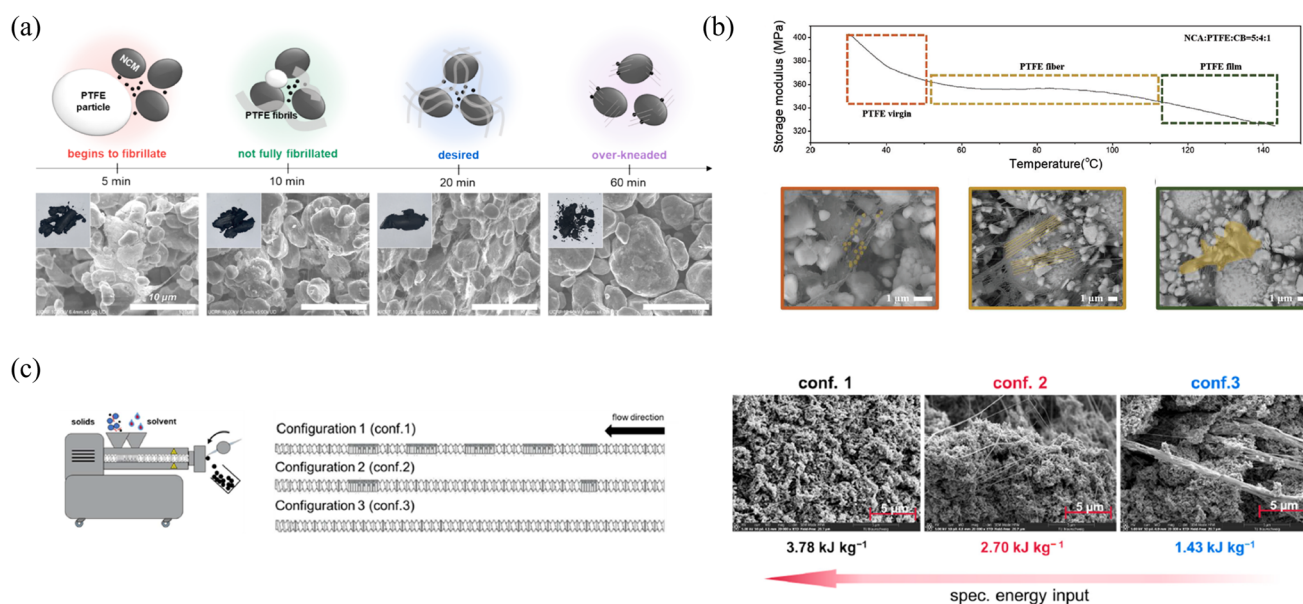 (a)
NCM
PTFE
particle
PTFE fibrils
begins to fibrillate
not fully fibrillated
desired
over-kneaded
5 min
10 min
20 min
60 min
10 µm
(b)
Storage modulus (MPa)
400
380
360
340
320
NCA:PTFE:CB=5:4:1
PTFE fiber
PTFE film
PTFE virgin
20
40
60
80
100
120
140
Temperature(°C)
1 µm
1 µm
1 µm
(c)
solids
solvent
flow direction
Configuration 1 (conf.1)
Configuration 2 (conf.2)
Configuration 3 (conf.3)
conf. 1
conf. 2
conf.3
5 µm
5 µm
5 µm
3.78 kJ kg⁻¹
2.70 kJ kg⁻¹
1.43 kJ kg⁻¹
spec. energy input